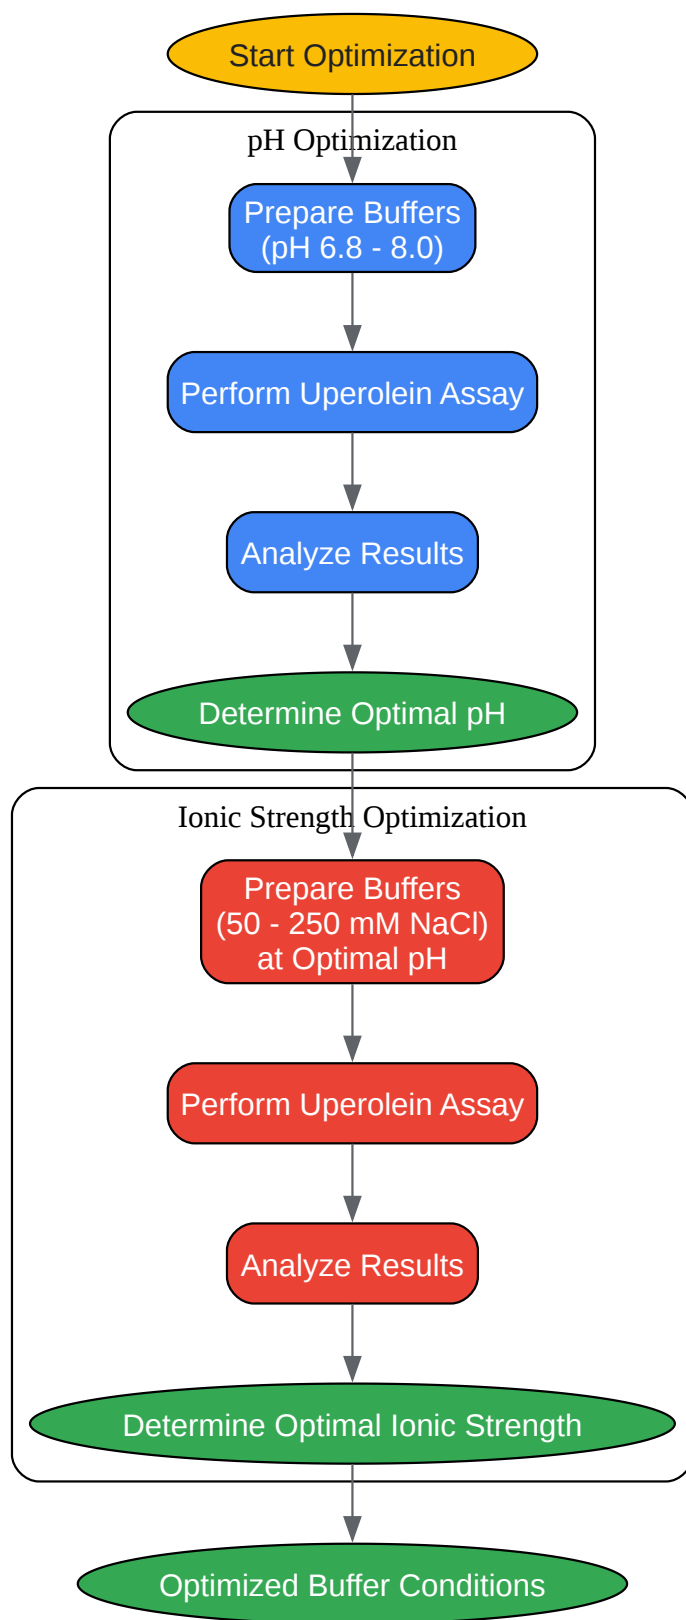 Start Optimization
pH Optimization
Prepare Buffers
(pH 6.8 - 8.0)
Perform Uperolein Assay
Analyze Results
Determine Optimal pH
Ionic Strength Optimization
Prepare Buffers
(50 - 250 mM NaCl)
at Optimal pH
Perform Uperolein Assay
Analyze Results
Determine Optimal Ionic Strength
Optimized Buffer Conditions